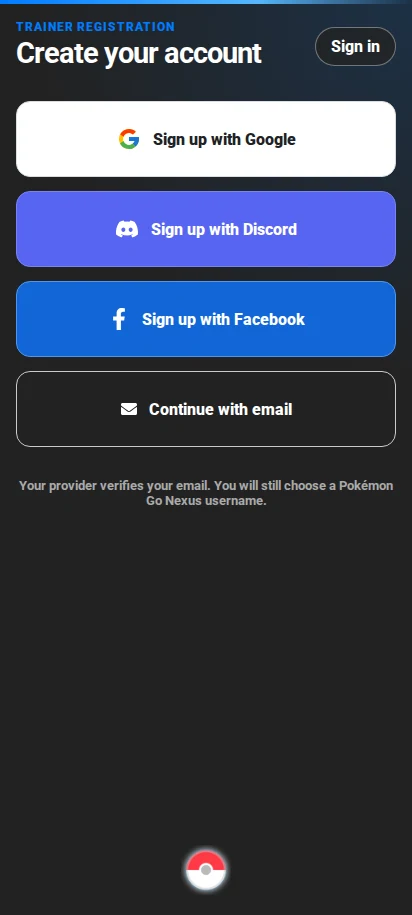 TRAINER REGISTRATION
Create your account
Sign in
Sign up with Google
Sign up with Discord
Sign up with Facebook
Continue with email
Your provider verifies your email. You will still choose a Pokémon
Go Nexus username.